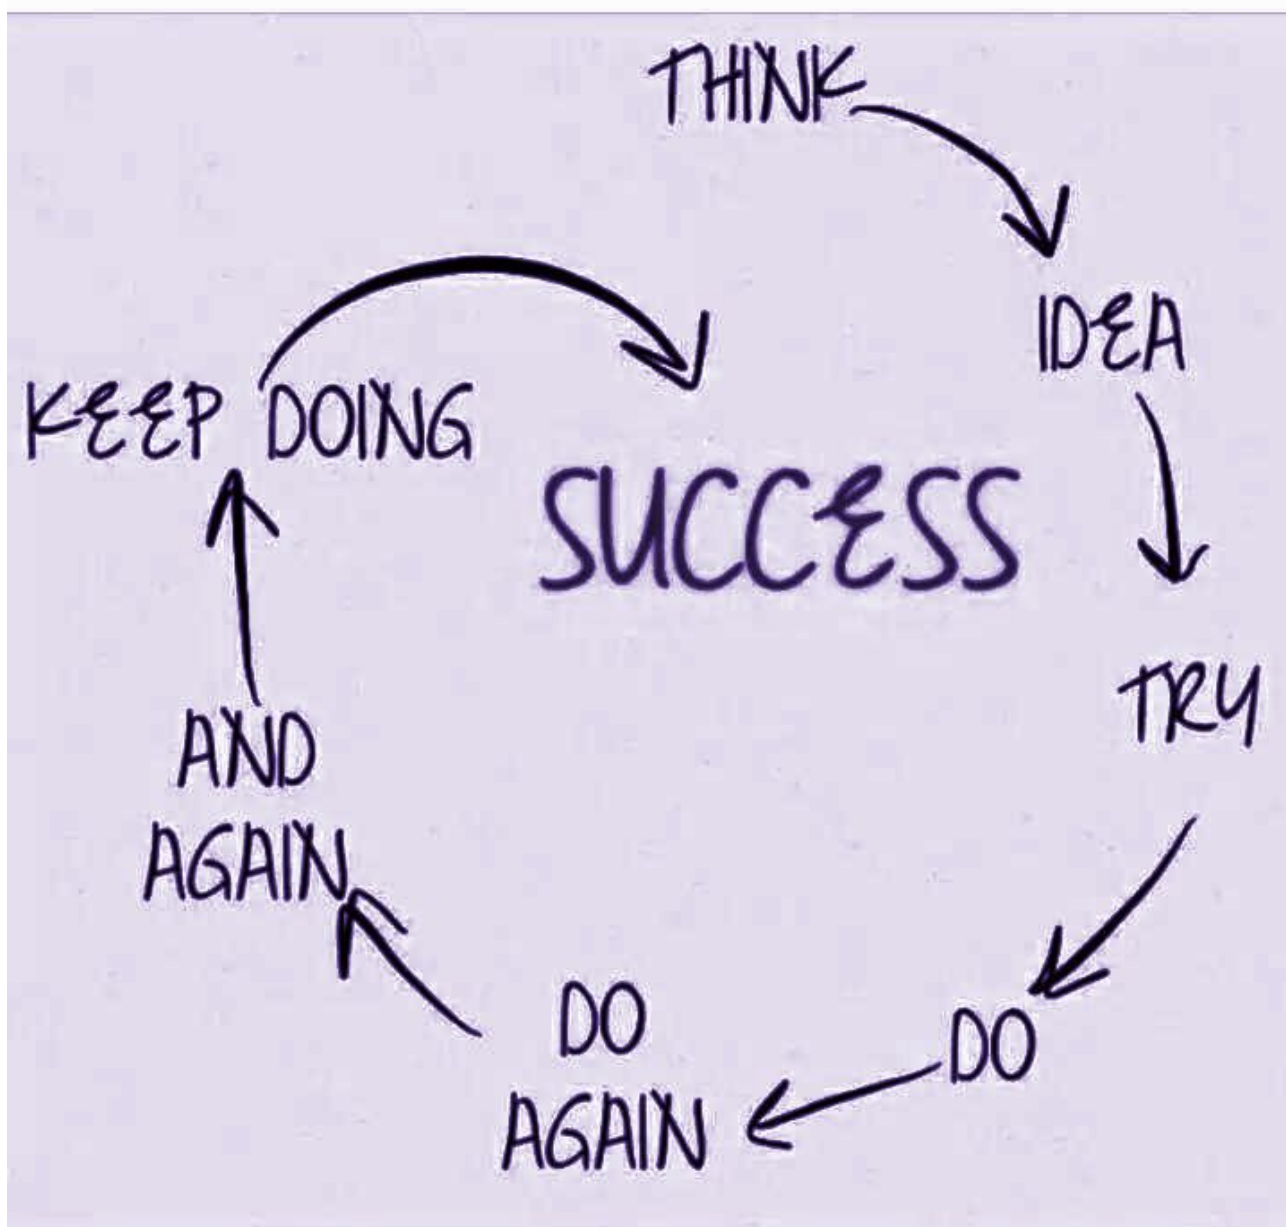 THINK
IDEA
TRY
DO
DO
AGAIN
AND
AGAIN
KEEP DOING
SUCCESS